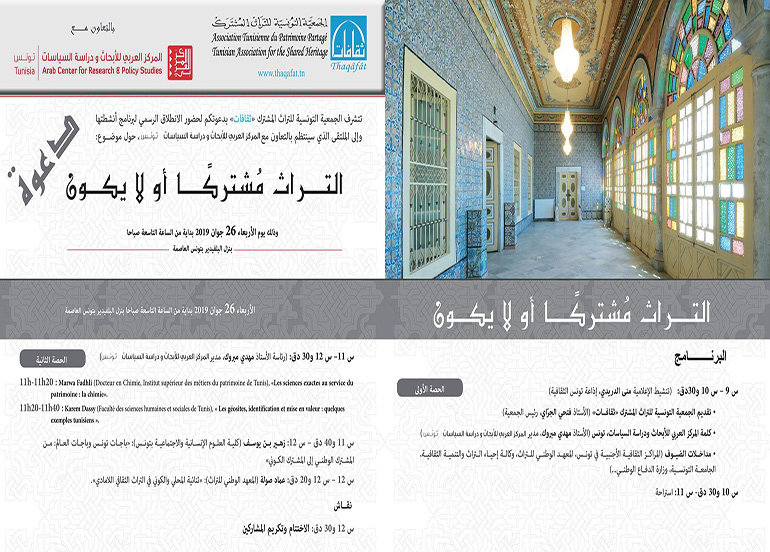 بالتعاون مع
الجمعية التونسية للتراث المشترك
Association Tunisienne du Patrimoine Partagé
Tunisian Association for the Shared Heritage
www.thaqafat.tn
ثقافات
Thaqâfât
المركز العربي للأبحاث ودراسة السياسات
Arab Center for Research & Policy Studies
تونس
Tunisia
دعوة
تتشرف الجمعية التونسية للتراث المشترك «ثقافات» بدعوتكم لحضور الانطلاق الرسمي لبرنامج أنشطتها
وإلى الملتقى الذي سينتظم بالتعاون مع المركز العربي للأبحاث ودراسة السياسات تونس، حول موضوع:
التراث مُشتركًا أو لا يكون
وذلك يوم الأربعاء 26 جوان 2019 بداية من الساعة التاسعة صباحا
بنزل البلفيدير بتونس العاصمة
التراث مُشتركًا أو لا يكون
البرنامج
الحصة الأولى
س 9 – س 10 و30دق: (تنشيط الإعلامية منى الدريدي، إذاعة تونس الثقافية)
• تقديم الجمعية التونسية للتراث المشترك «ثقافات» (الأستاذ فتحي الجرّاي، رئيس الجمعية)
• كلمة المركز العربي للأبحاث ودراسة السياسات، تونس (الأستاذ مهدي مبروك، مدير المركز العربي للأبحاث ودراسة السياسات تونس)
• مداخلات الضيوف (المراكز الثقافية الأجنبية في تونس، المعهد الوطني للتراث، وكالة إحياء التراث والتنمية الثقافية،
الجامعة التونسية، وزارة الدفاع الوطني...)
س 10 و30 دق- س 11: استراحة
الأربعاء 26 جوان 2019 بداية من الساعة التاسعة صباحا بنزل البلفيدير بتونس العاصمة
الحصة الثانية
س 11– س 12 و30 دق: (رئاسة الأستاذ مهدي مبروك، مدير المركز العربي للأبحاث ودراسة السياسات تونس)
11h-11h20 : Marwa Fadhli (Docteur en Chimie, Institut supérieur des métiers du patrimoine de Tunis), «Les sciences exactes au service du
patrimoine : la chimie».
11h20-11h40 : Karem Dassy (Faculté des sciences humaines et sociales de Tunis), « Les géosites, identification et mise en valeur : quelques
exemples tunisiens ».
س 11 و40 دق – س 12: زهير بن يوسف (كلية العلوم الإنسانية والاجتماعية بتونس): «باجات تونس وباجات العالم: من
المشترك الوطني إلى المشترك الكوني»
س 12 – س 12 و20 دق: عماد صولة (المعهد الوطني للتراث): «ثنائية المحلي والكوني في التراث الثقافي اللامادي».
نقاش
س 12 و30 دق: الاختتام وتكريم المشاركين